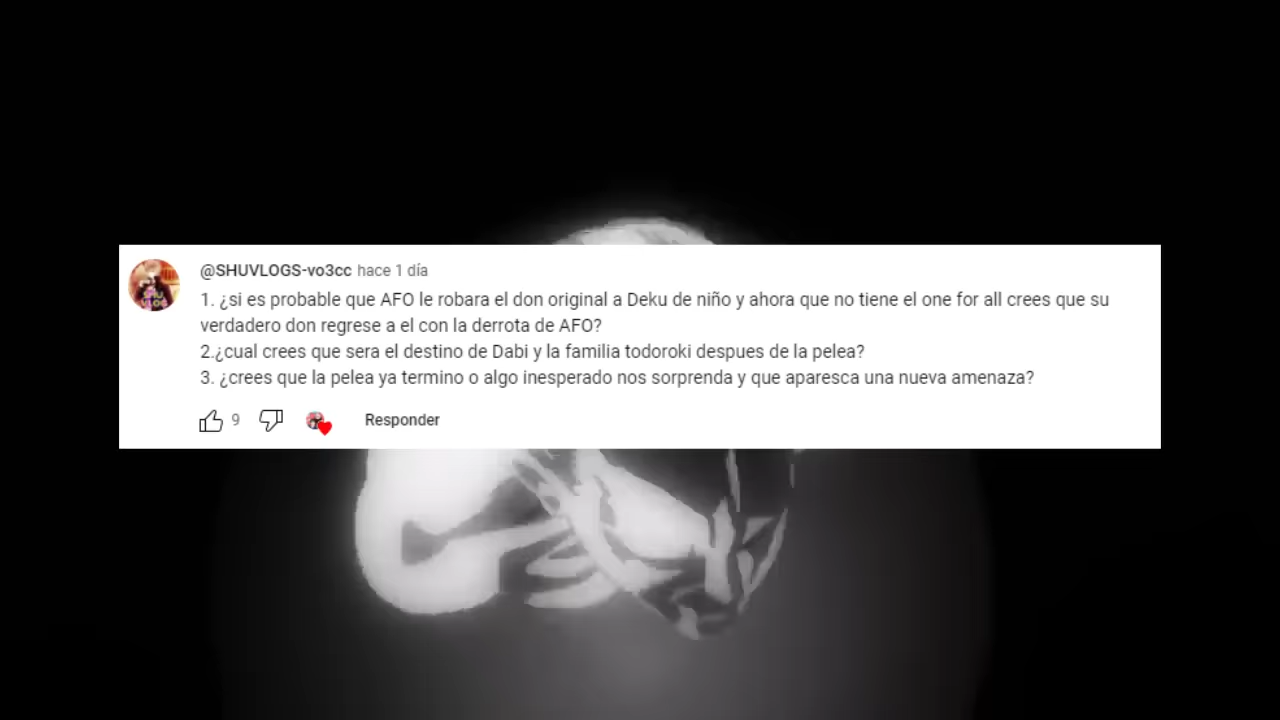 @SHUVLOGS-vo3cc hace 1 día
1. ¿si es probable que AFO le robara el don original a Deku de niño y ahora que no tiene el one for all crees que su
verdadero don regrese a el con la derrota de AFO?
2.¿cual crees que sera el destino de Dabi y la familia todoroki despues de la pelea?
3. ¿crees que la pelea ya termino o algo inesperado nos sorprenda y que aparesca una nueva amenaza?
9 Responder